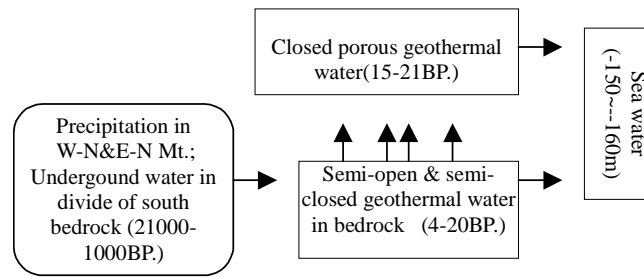 Closed porous geothermal
water(15-21BP.)
Precipitation in
W-N&E-N Mt.;
Undergound water in
divide of south
bedrock (21000-
1000BP.)
Semi-open & semi-
closed geothermal water
in bedrock (4-20BP.)
Sea water
(-150~--160m)